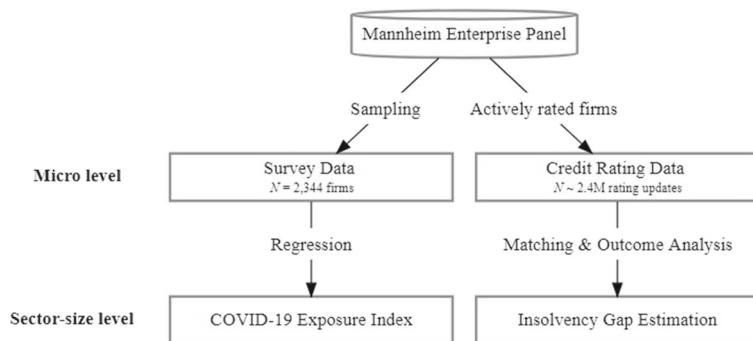 Mannheim Enterprise Panel
Sampling
Actively rated firms
Micro level
Survey Data
N = 2,344 firms
Credit Rating Data
N ~ 2.4M rating updates
Regression
Matching & Outcome Analysis
Sector-size level
COVID-19 Exposure Index
Insolvency Gap Estimation